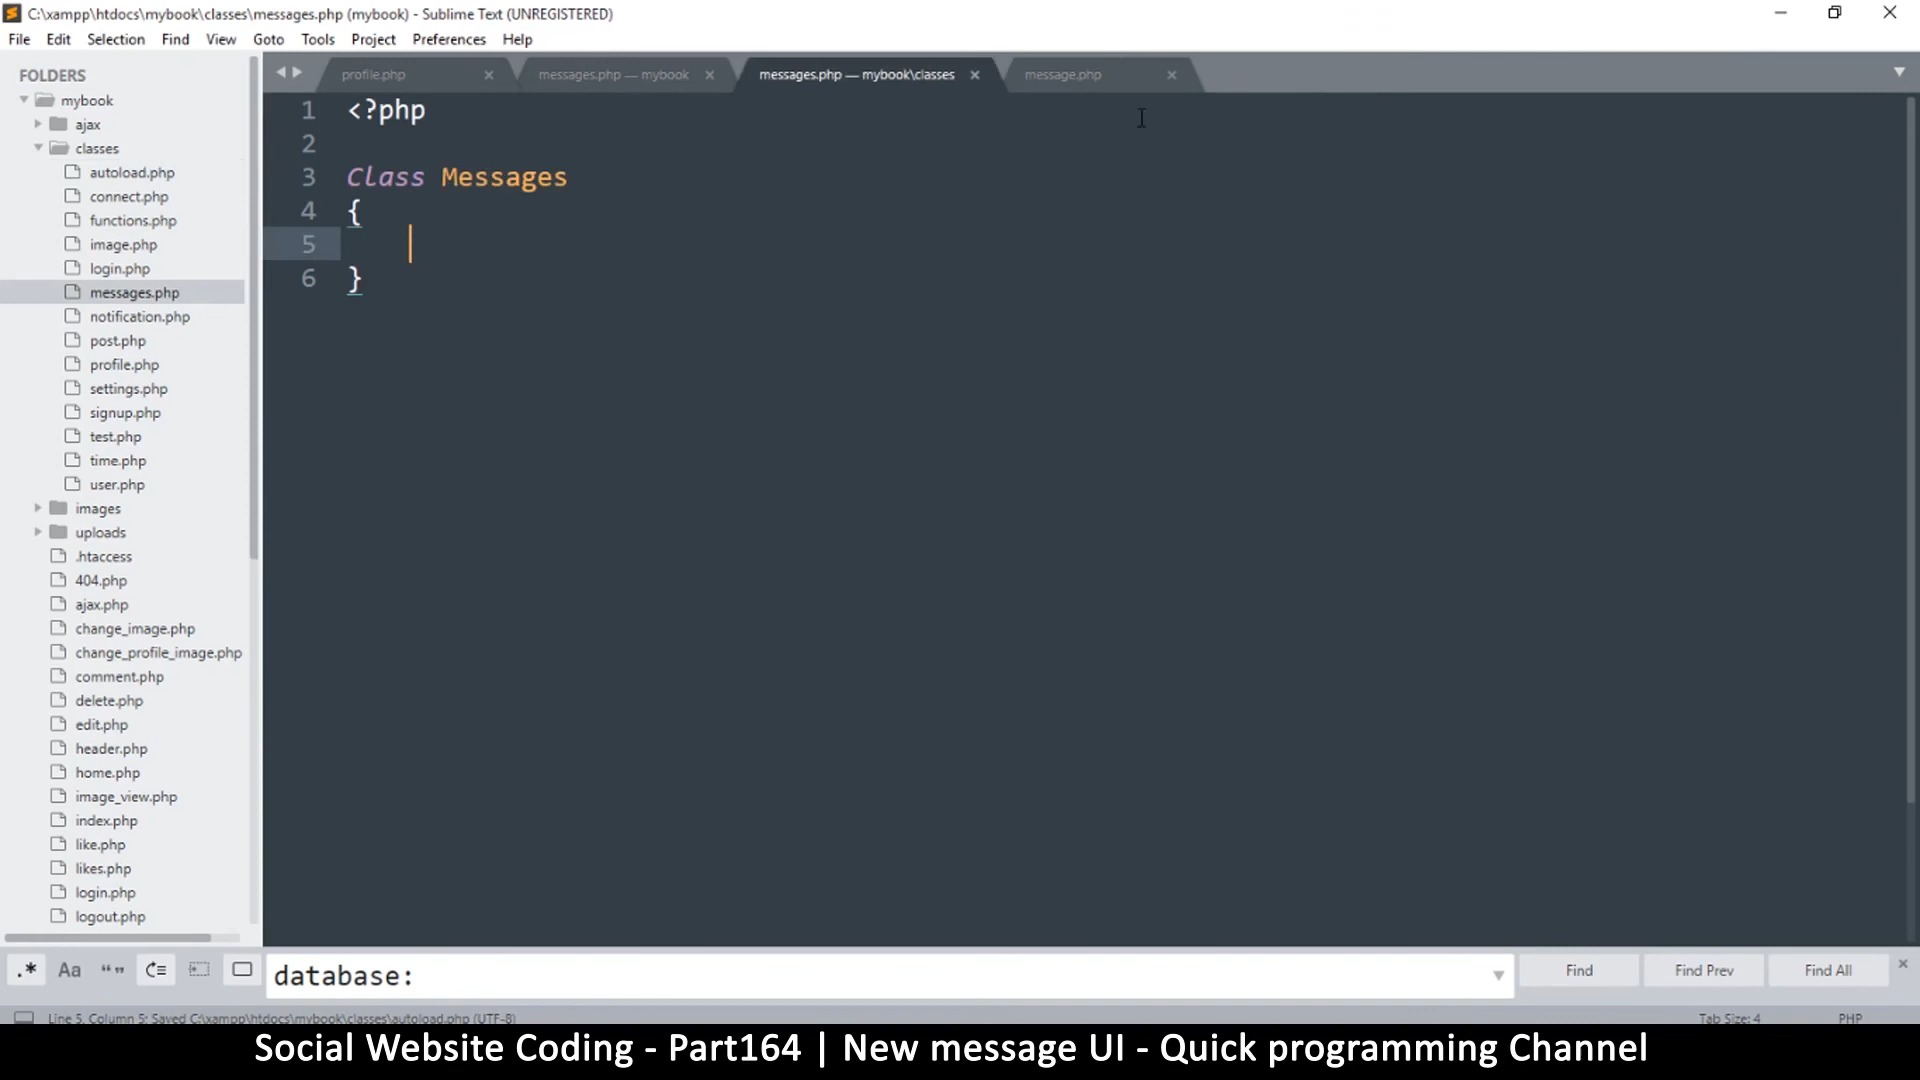 C:\xampp\htdocs\mybook\classes\messages.php (mybook) - Sublime Text (UNREGISTERED)
File Edit Selection Find View Goto Tools Project Preferences Help
FOLDERS
mybook
ajax
classes
autoload.php
connect.php
functions.php
image.php
login.php
messages.php
notification.php
post.php
profile.php
settings.php
signup.php
test.php
time.php
user.php
images
uploads
.htaccess
404.php
ajax.php
change_image.php
change_profile_image.php
comment.php
delete.php
edit.php
header.php
home.php
image_view.php
index.php
like.php
likes.php
login.php
logout.php
profile.php messages.php — mybook messages.php — mybook\classes message.php
1 <?php
2
3 Class Messages
4 {
5
6 }
.* Aa “” database: Find Find Prev Find All
Line 5, Column 5; Saved C:\xampp\htdocs\mybook\classes\autoload.php (UTF-8) Tab Size: 4 PHP
Social Website Coding - Part164 | New message UI - Quick programming Channel